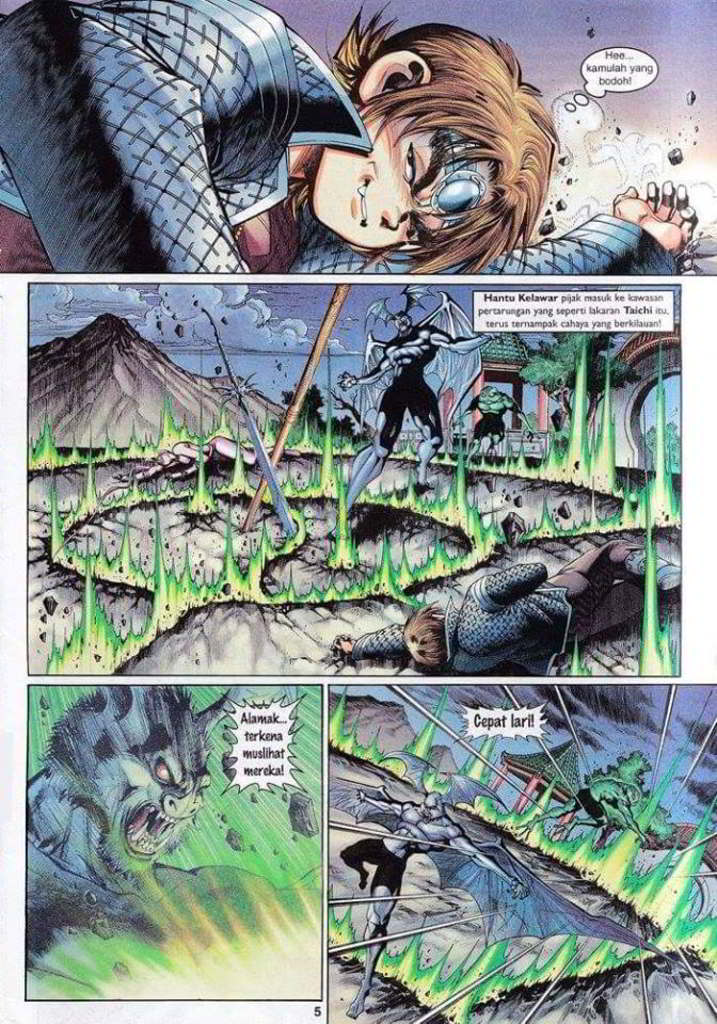 Hee...
kamulah yang
bodoh!
Hantu Kelawar pijak masuk ke kawasan
pertarungan yang seperti lakaran Taichi itu,
terus ternampak cahaya yang berkilauan!
Alamak...
terkena
muslihat
mereka!
Cepat lari!
5